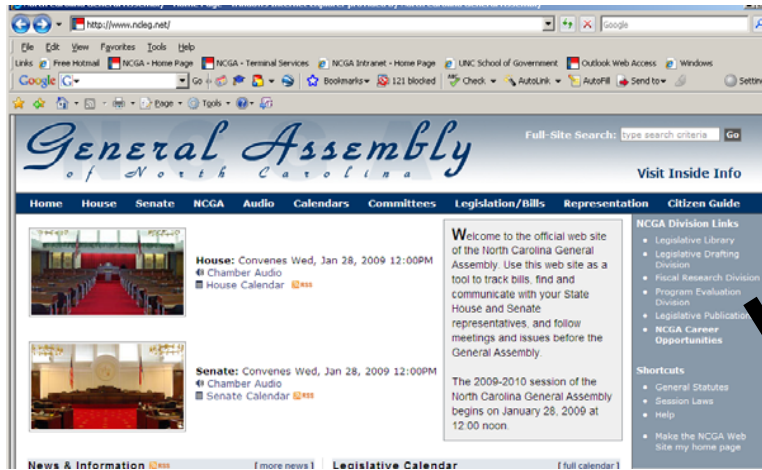 http://www.ncleg.net/
Google
File Edit View Favorites Tools Help
Links Free Hotmail NCGA - Home Page NCGA - Terminal Services NCGA Intranet - Home Page UNC School of Government Outlook Web Access Windows
Google G Go Bookmarks 121 blocked Check AutoLink AutoFill Send to
Page Tools
General Assembly
of North Carolina
Full-Site Search: type search criteria Go
Visit Inside Info
Home House Senate NCGA Audio Calendars Committees Legislation/Bills Representation Citizen Guide
House: Convenes Wed, Jan 28, 2009 12:00PM
Chamber Audio
House Calendar RSS
Senate: Convenes Wed, Jan 28, 2009 12:00PM
Chamber Audio
Senate Calendar RSS
Welcome to the official web site
of the North Carolina General
Assembly. Use this web site as a
tool to track bills, find and
communicate with your State
House and Senate
representatives, and follow
meetings and issues before the
General Assembly.
The 2009-2010 session of the
North Carolina General Assembly
begins on January 28, 2009 at
12:00 noon.
NCGA Division Links
Legislative Library
Legislative Drafting
Division
Fiscal Research Division
Program Evaluation
Division
Legislative Publication
NCGA Career
Opportunities
Shortcuts
General Statutes
Session Laws
Help
Make the NCGA Web
Site my home page
News & Information RSS [ more news ] Legislative Calendar [ full calendar ]